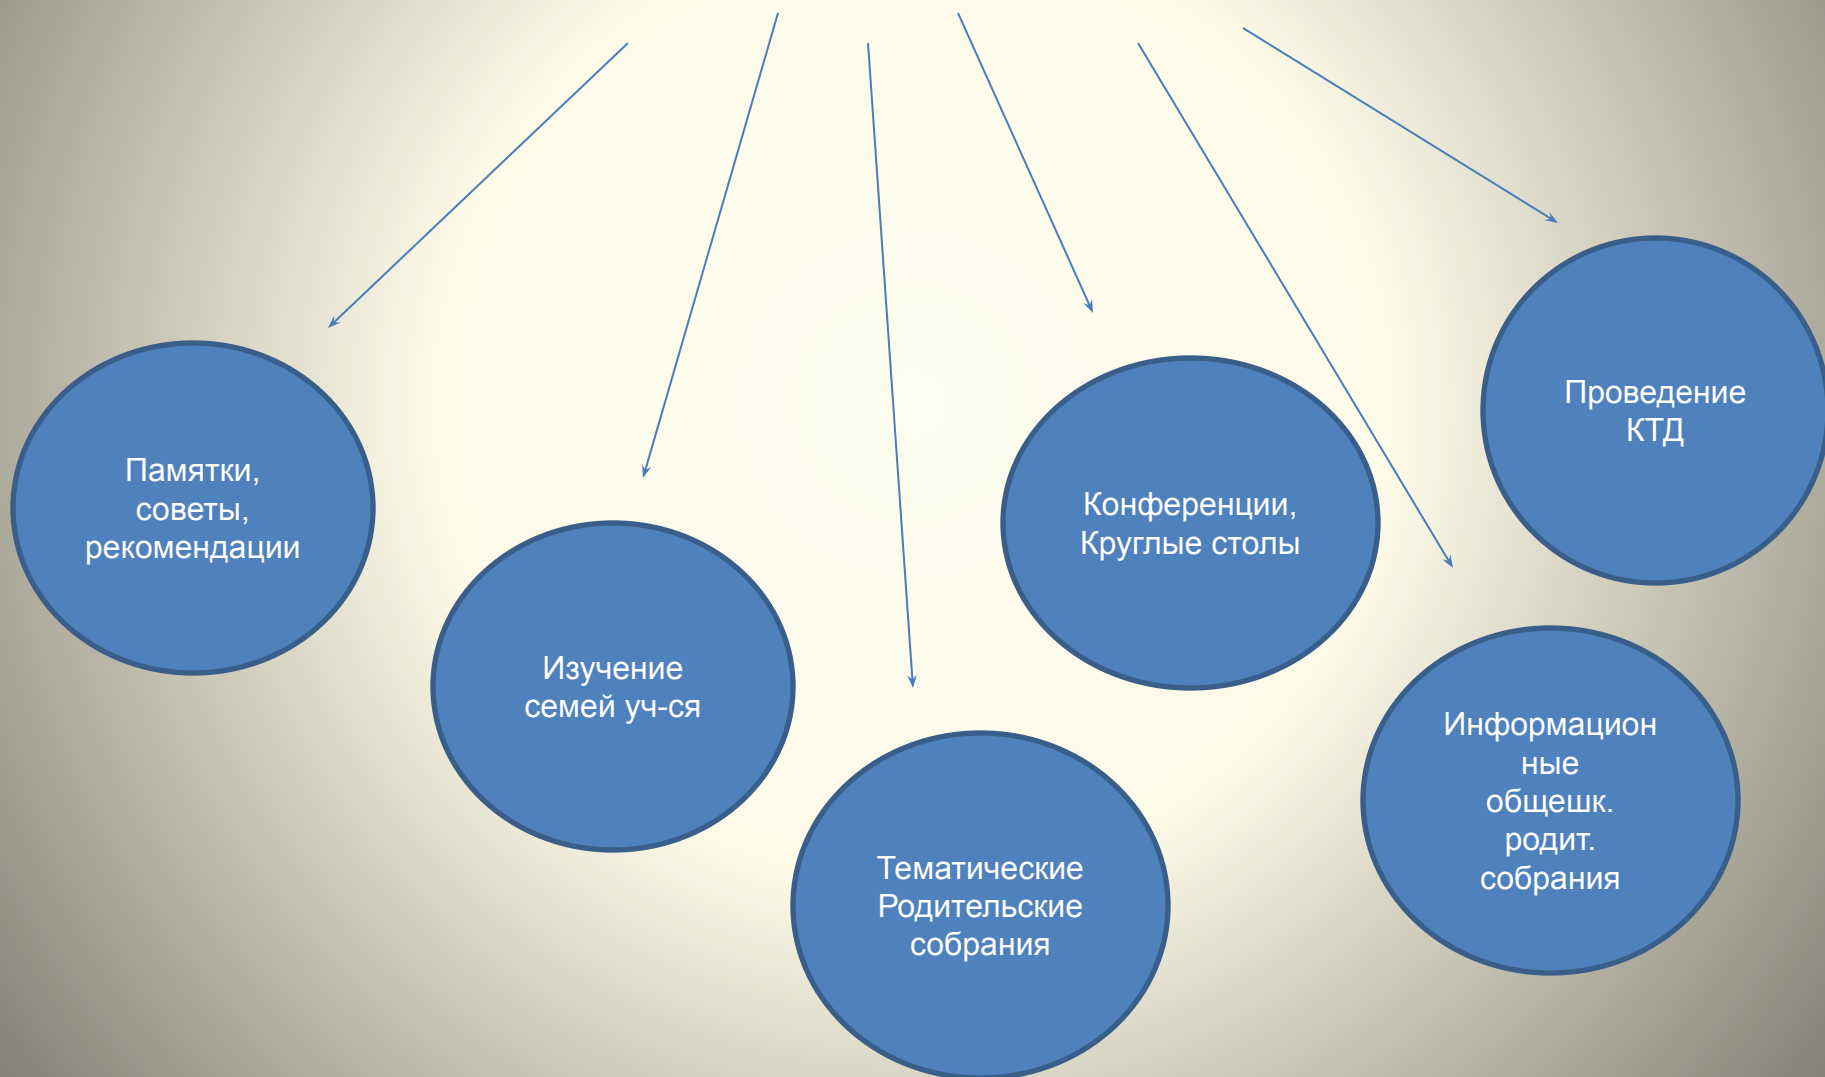 Памятки,
советы,
рекомендации
Изучение
семей уч-ся
Тематические
Родительские
собрания
Конференции,
Круглые столы
Информацион
ные
общешк.
родит.
собрания
Проведение
КТД